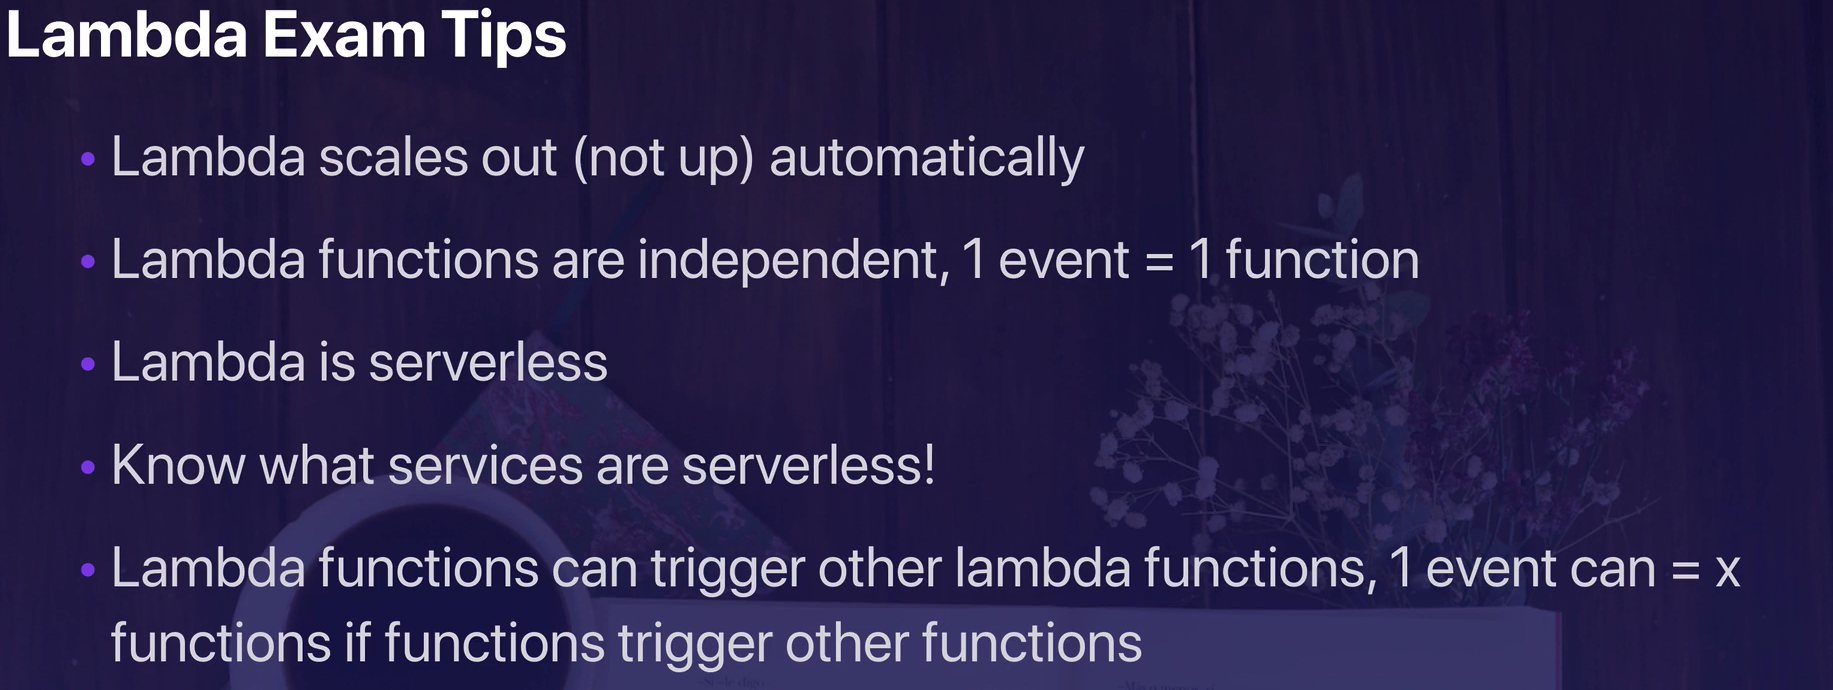 Lambda Exam Tips
• Lambda scales out (not up) automatically
• Lambda functions are independent, 1 event = 1 function
• Lambda is serverless
• Know what services are serverless!
• Lambda functions can trigger other lambda functions, 1 event can = x
functions if functions trigger other functions